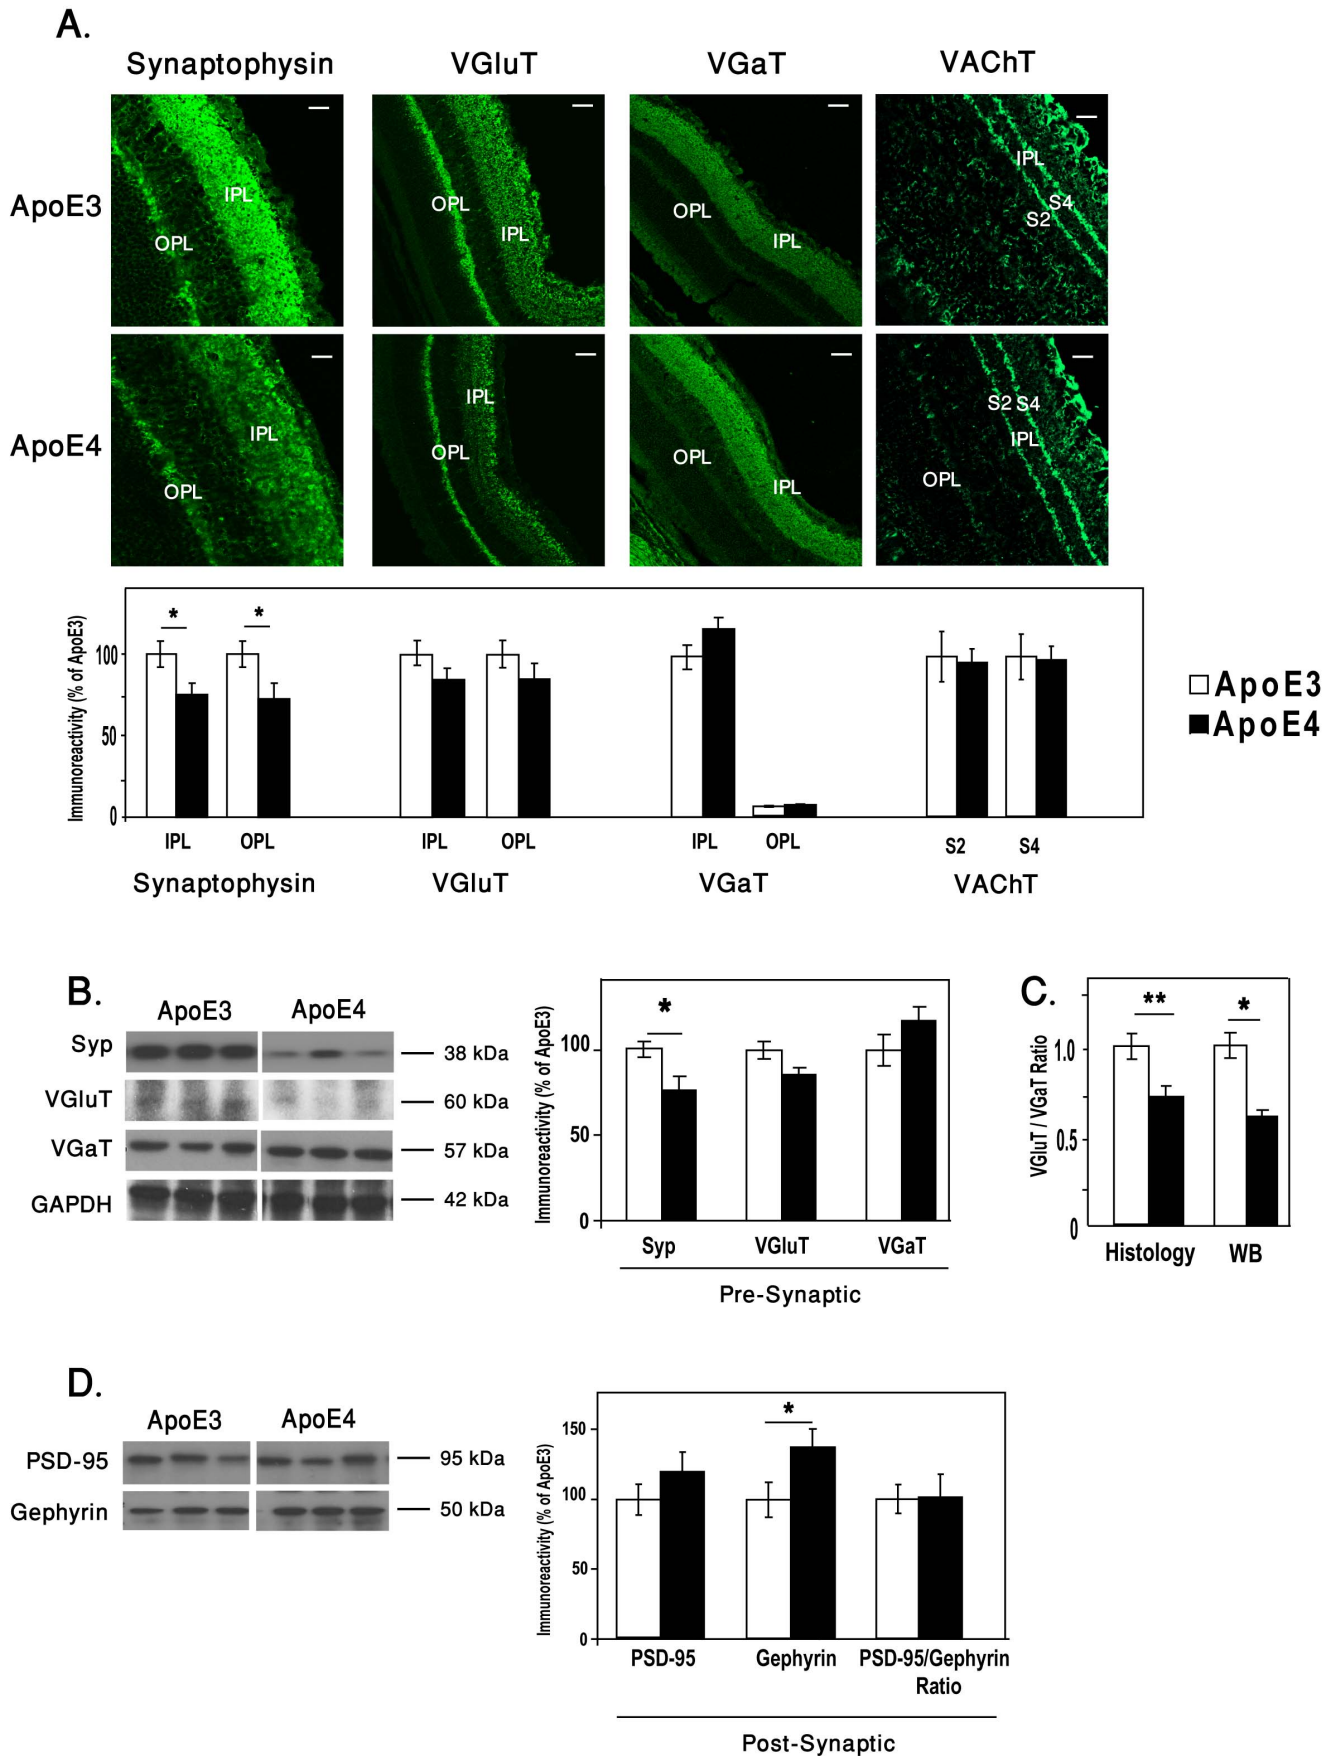 A.
Synaptophysin VGluT VGaT VAChT
ApoE3
IPL
OPL
OPL
IPL
OPL
IPL
IPL
S4
S2
ApoE4
IPL
OPL
IPL
OPL
OPL
IPL
S2 S4
IPL
OPL
Immunoreactivity (% of ApoE3)
100
50
0
* *
IPL OPL IPL OPL IPL OPL S2 S4
Synaptophysin VGluT VGaT VAChT
ApoE3
ApoE4
B.
ApoE3 ApoE4
Syp 38 kDa
VGluT 60 kDa
VGaT 57 kDa
GAPDH 42 kDa
Immunoreactivity (% of ApoE3)
100
50
0
*
Syp VGluT VGaT
Pre-Synaptic
C.
VGluT / VGaT Ratio
1.0
0.5
0
** *
Histology WB
D.
ApoE3 ApoE4
PSD-95 95 kDa
Gephyrin 50 kDa
Immunoreactivity (% of ApoE3)
150
100
50
0
*
PSD-95 Gephyrin PSD-95/Gephyrin
Ratio
Post-Synaptic